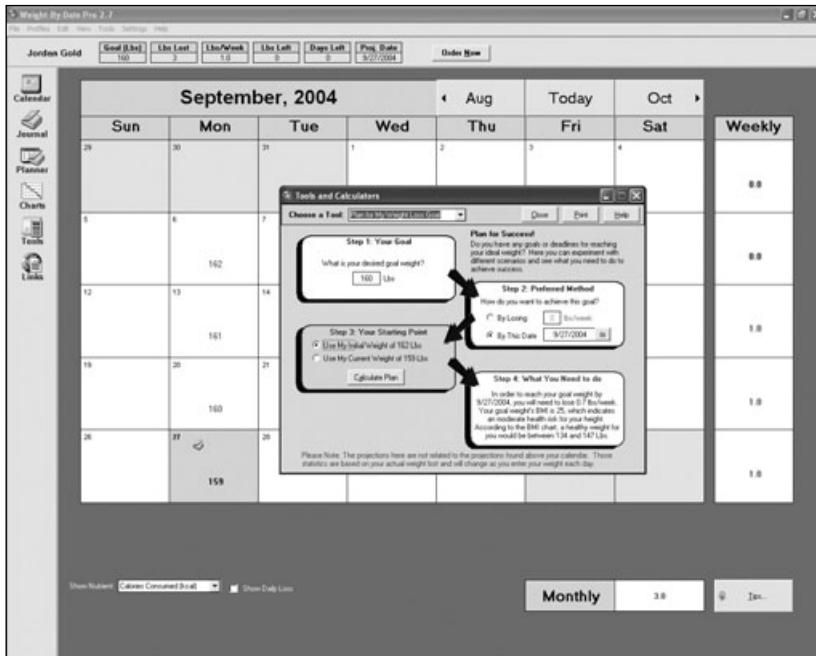 Weight By Date Pro 2.7
File Profiles Edit View Tools Settings Help
Jordan Gold
Goal (Lbs) Lbs Lost Lbs/Week Lbs Left Days Left Proj. Date Order Now
160 3 1.0 0 0 9/27/2004
Calendar
Journal
Planner
Charts
Tools
Links
September, 2004 Aug Today Oct
Sun Mon Tue Wed Thu Fri Sat Weekly
29 30 31 1 2 3 4
0.0
5 6 7
162
0.0
12 13 14
161
1.0
19 20 21
160
1.0
26 27 28
159
1.0
Tools and Calculators
Choose a Tool: Plan for My Weight Loss Goal Close Print Help
Step 1: Your Goal
What is your desired goal weight?
160 Lbs
Plan for Success!
Do you have any goals or deadlines for reaching
your ideal weight? Here you can experiment with
different scenarios and see what you need to do to
achieve success.
Step 2: Preferred Method
How do you want to achieve this goal?
By Losing lbs/week
By This Date 9/27/2004
Step 3: Your Starting Point
Use My Initial Weight of 162 Lbs
Use My Current Weight of 159 Lbs
Calculate Plan
Step 4: What You Need to do
In order to reach your goal weight by
9/27/2004, you will need to lose 0.7 lbs/week.
Your goal weight's BMI is 25, which indicates
an moderate health risk for your height.
According to the BMI chart, a healthy weight for
you would be between 134 and 147 Lbs.
Please Note: The projections here are not related to the projections found above your calendar. Those
statistics are based on your actual weight lost and will change as you enter your weight each day.
Show Nutrient: Calories Consumed (kcal) Show Daily Loss
Monthly 3.0 Tips...